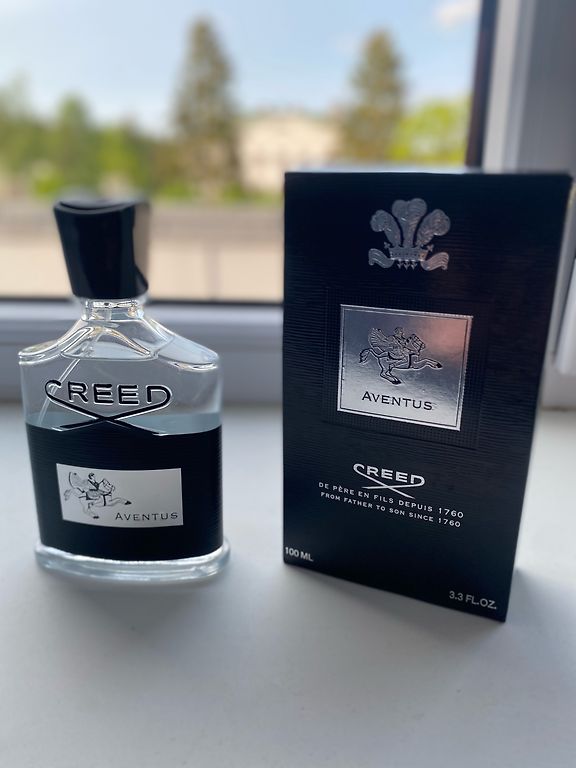 CREED
AVENTUS
AVENTUS
CREED
DE PÈRE EN FILS DEPUIS 1760
FROM FATHER TO SON SINCE 1760
100 ML
3.3 FL.OZ.